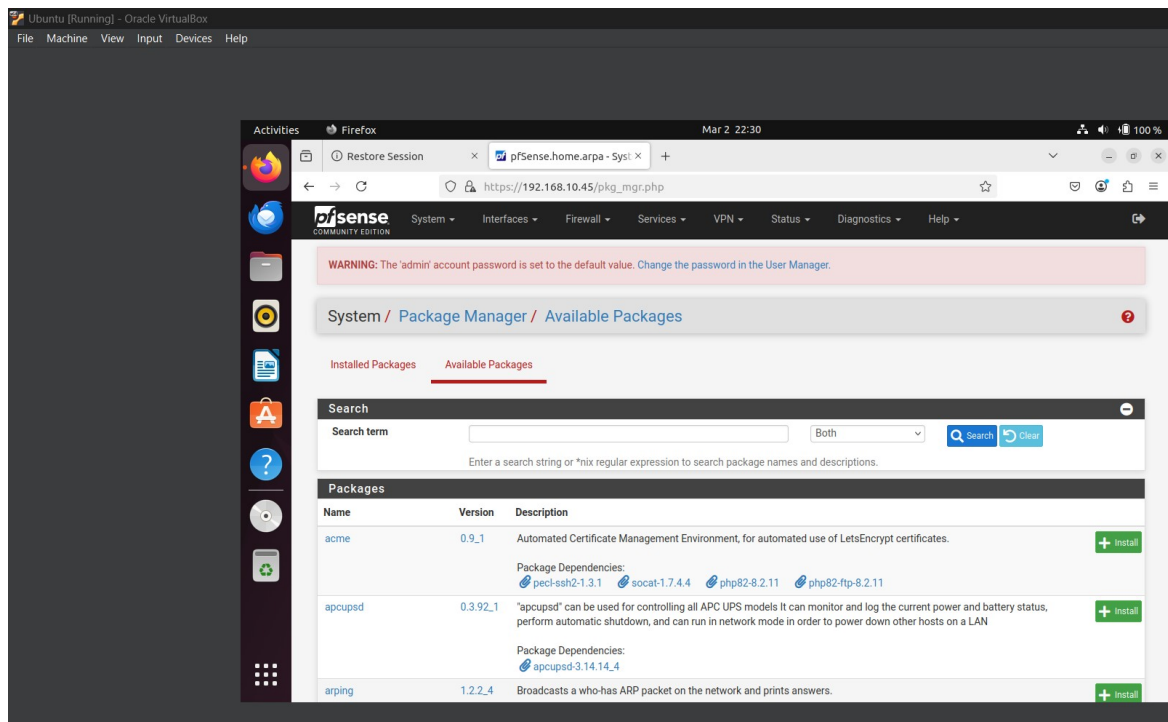 Ubuntu [Running] - Oracle VirtualBox
File Machine View Input Devices Help
Activities Firefox Mar 2 22:30 100 %
Restore Session pfSense.home.arpa - Syst
https://192.168.10.45/pkg_mgr.php
pfsense System Interfaces Firewall Services VPN Status Diagnostics Help
COMMUNITY EDITION
WARNING: The 'admin' account password is set to the default value. Change the password in the User Manager.
System / Package Manager / Available Packages
Installed Packages Available Packages
Search
Search term Both Search Clear
Enter a search string or *nix regular expression to search package names and descriptions.
Packages
Name Version Description
acme 0.9_1 Automated Certificate Management Environment, for automated use of LetsEncrypt certificates. Install
Package Dependencies:
pecl-ssh2-1.3.1 socat-1.7.4.4 php82-8.2.11 php82-ftp-8.2.11
apcupsd 0.3.92_1 "apcupsd" can be used for controlling all APC UPS models It can monitor and log the current power and battery status, Install
perform automatic shutdown, and can run in network mode in order to power down other hosts on a LAN
Package Dependencies:
apcupsd-3.14.14_4
arping 1.2.2_4 Broadcasts a who-has ARP packet on the network and prints answers. Install